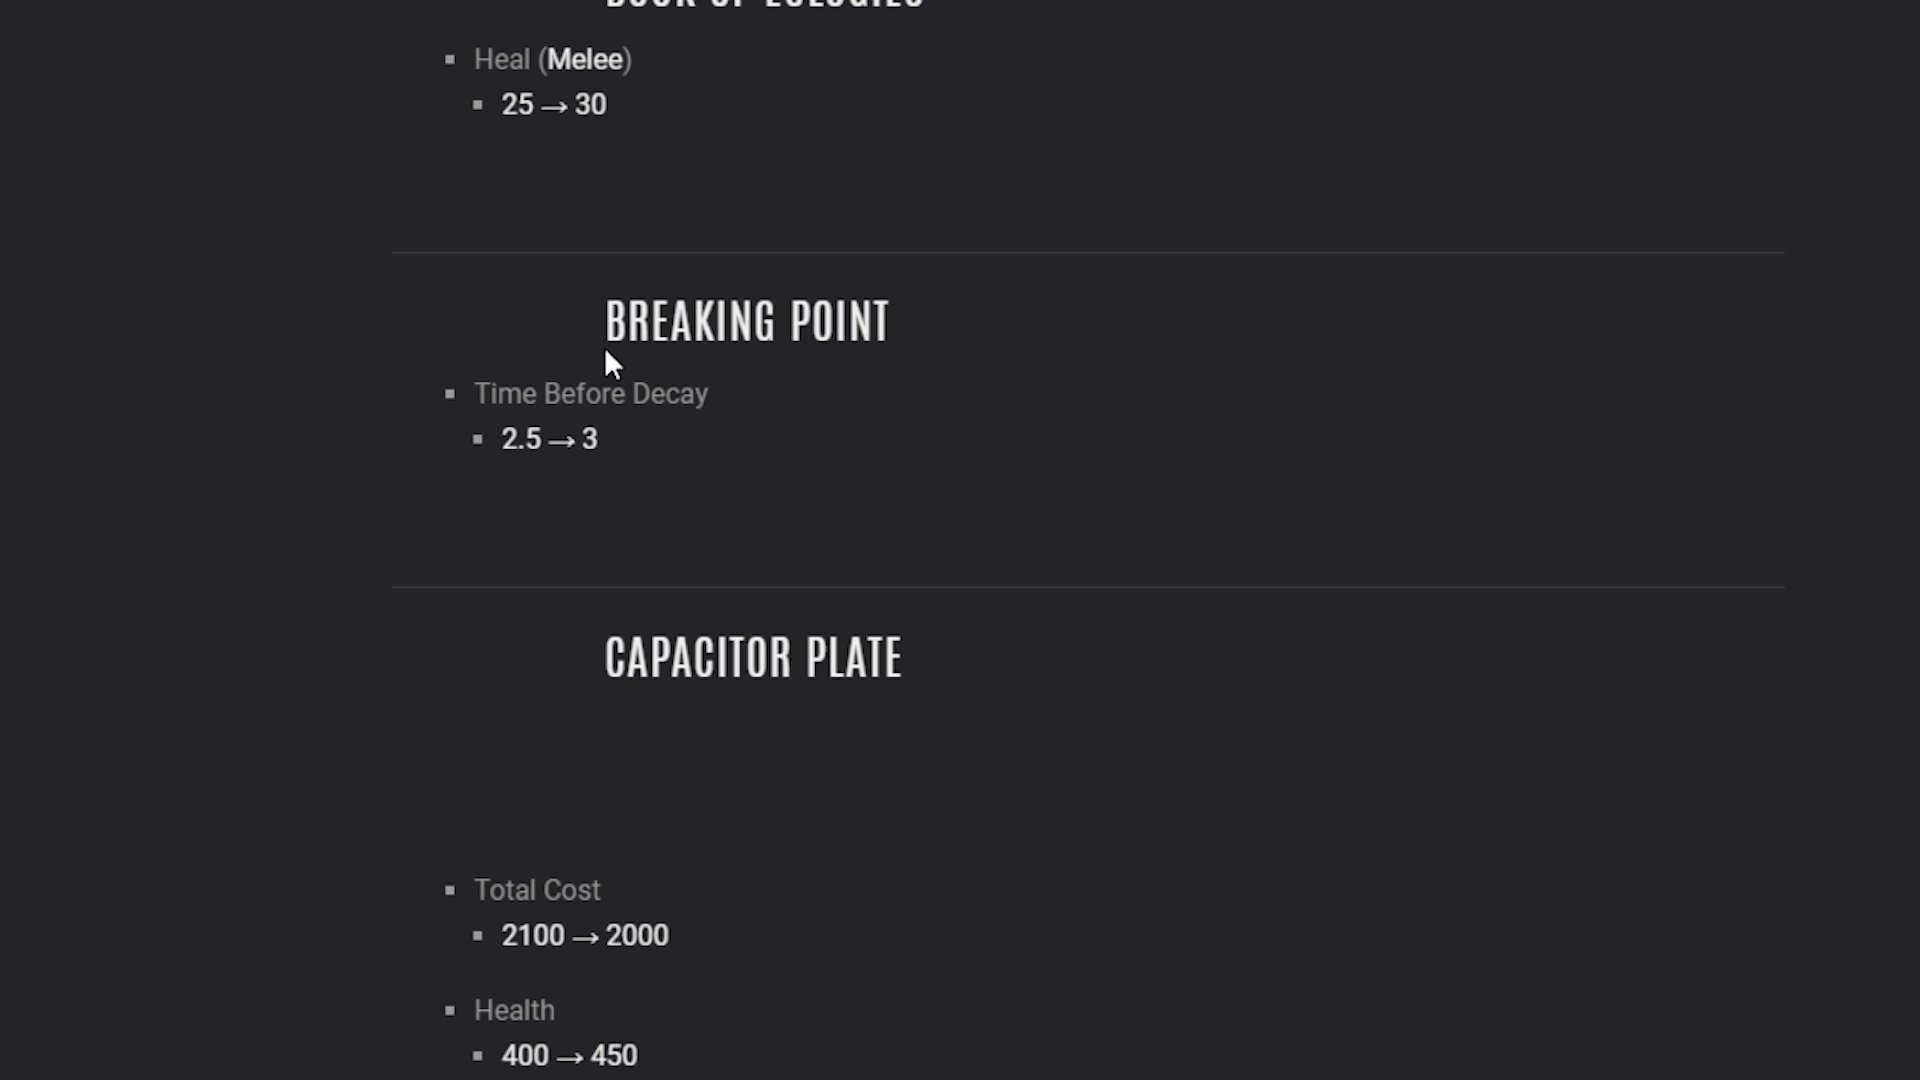 Heal (Melee)
25 → 30
BREAKING POINT
Time Before Decay
2.5 → 3
CAPACITOR PLATE
Total Cost
2100 → 2000
Health
400 → 450